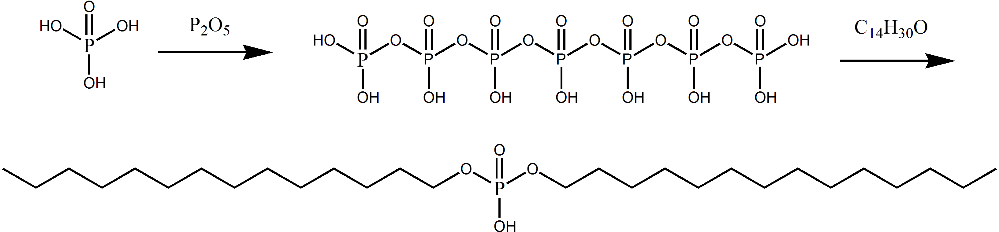 O
HO OH
P
OH
P₂O₅
O O O O O O O
HO O O O O O O OH
P P P P P P P
OH OH OH OH OH OH OH
C₁₄H₃₀O
O
O O
P
OH